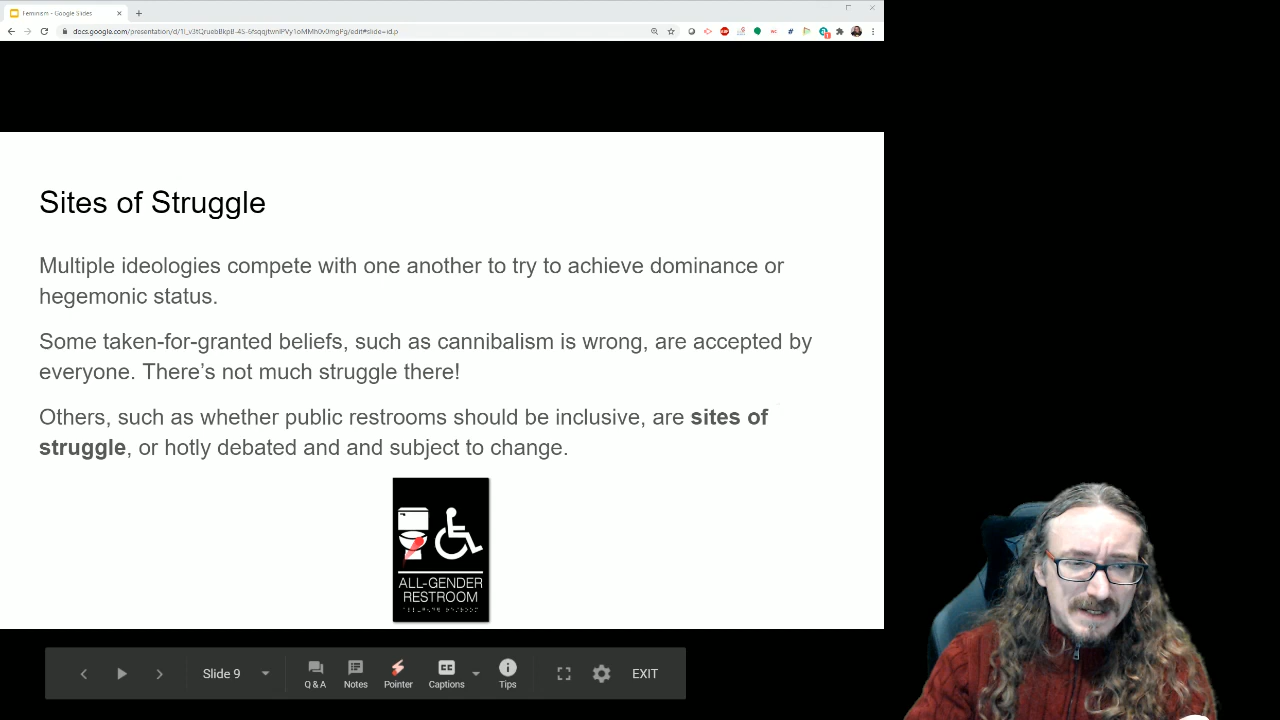 Feminism - Google Slides
Sites of Struggle
Multiple ideologies compete with one another to try to achieve dominance or
hegemonic status.
Some taken-for-granted beliefs, such as cannibalism is wrong, are accepted by
everyone. There's not much struggle there!
Others, such as whether public restrooms should be inclusive, are sites of
struggle, or hotly debated and and subject to change.
ALL-GENDER
RESTROOM
Slide 9
Q & A
Notes
Pointer
Captions
Tips
EXIT